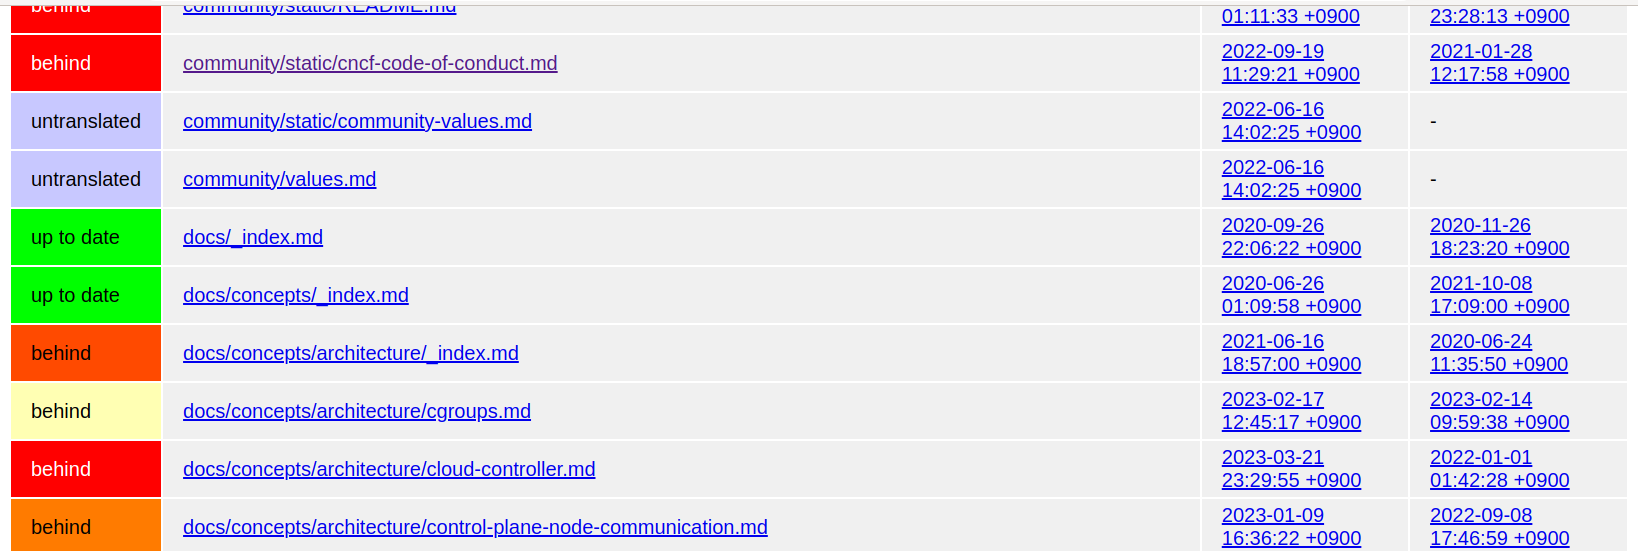 behind community/static/README.md
01:11:33 +0900 23:28:13 +0900
behind community/static/cncf-code-of-conduct.md 2022-09-19 2021-01-28
11:29:21 +0900 12:17:58 +0900
untranslated community/static/community-values.md 2022-06-16 -
14:02:25 +0900
untranslated community/values.md 2022-06-16 -
14:02:25 +0900
up to date docs/_index.md 2020-09-26 2020-11-26
22:06:22 +0900 18:23:20 +0900
up to date docs/concepts/_index.md 2020-06-26 2021-10-08
01:09:58 +0900 17:09:00 +0900
behind docs/concepts/architecture/_index.md 2021-06-16 2020-06-24
18:57:00 +0900 11:35:50 +0900
behind docs/concepts/architecture/cgroups.md 2023-02-17 2023-02-14
12:45:17 +0900 09:59:38 +0900
behind docs/concepts/architecture/cloud-controller.md 2023-03-21 2022-01-01
23:29:55 +0900 01:42:28 +0900
behind docs/concepts/architecture/control-plane-node-communication.md 2023-01-09 2022-09-08
16:36:22 +0900 17:46:59 +0900